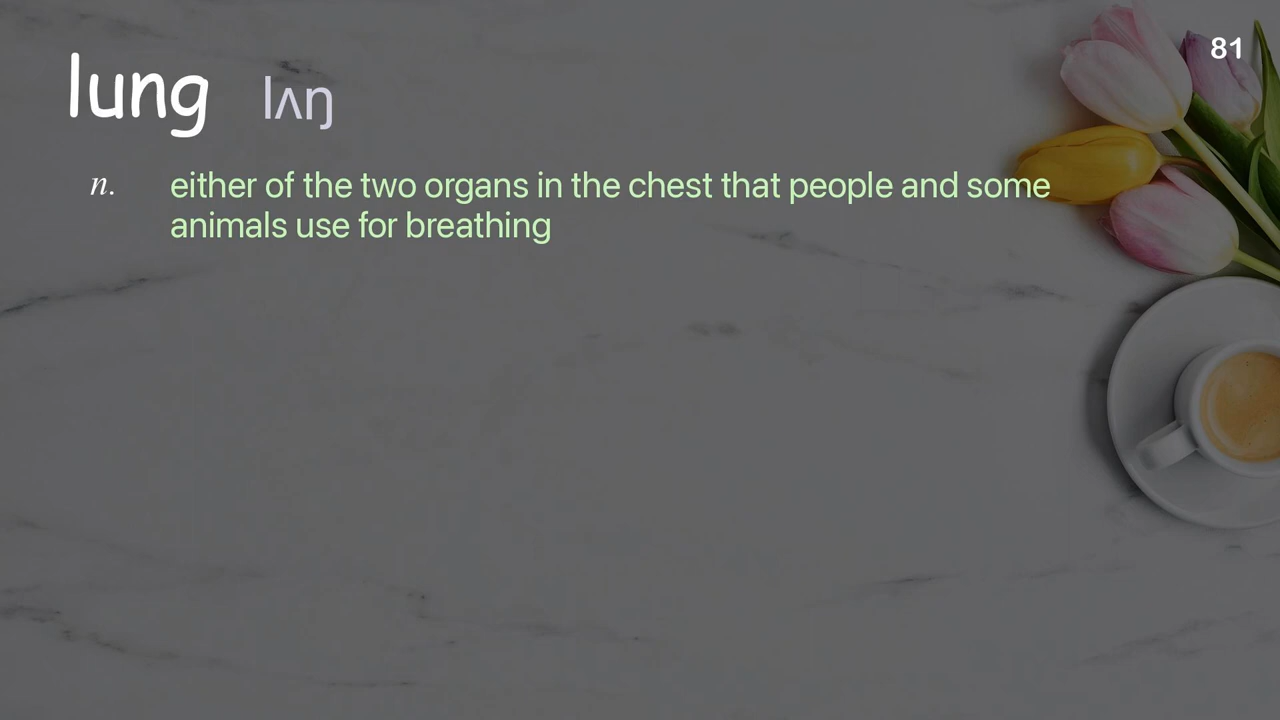 81
lung lʌŋ
n. either of the two organs in the chest that people and some
animals use for breathing